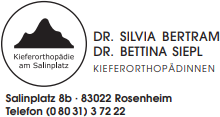 Kieferorthopädie
am Salinplatz
DR. SILVIA BERTRAM
DR. BETTINA SIEPL
KIEFERORTHOPÄDINNEN
Salinplatz 8b · 83022 Rosenheim
Telefon (0 80 31) 3 72 22